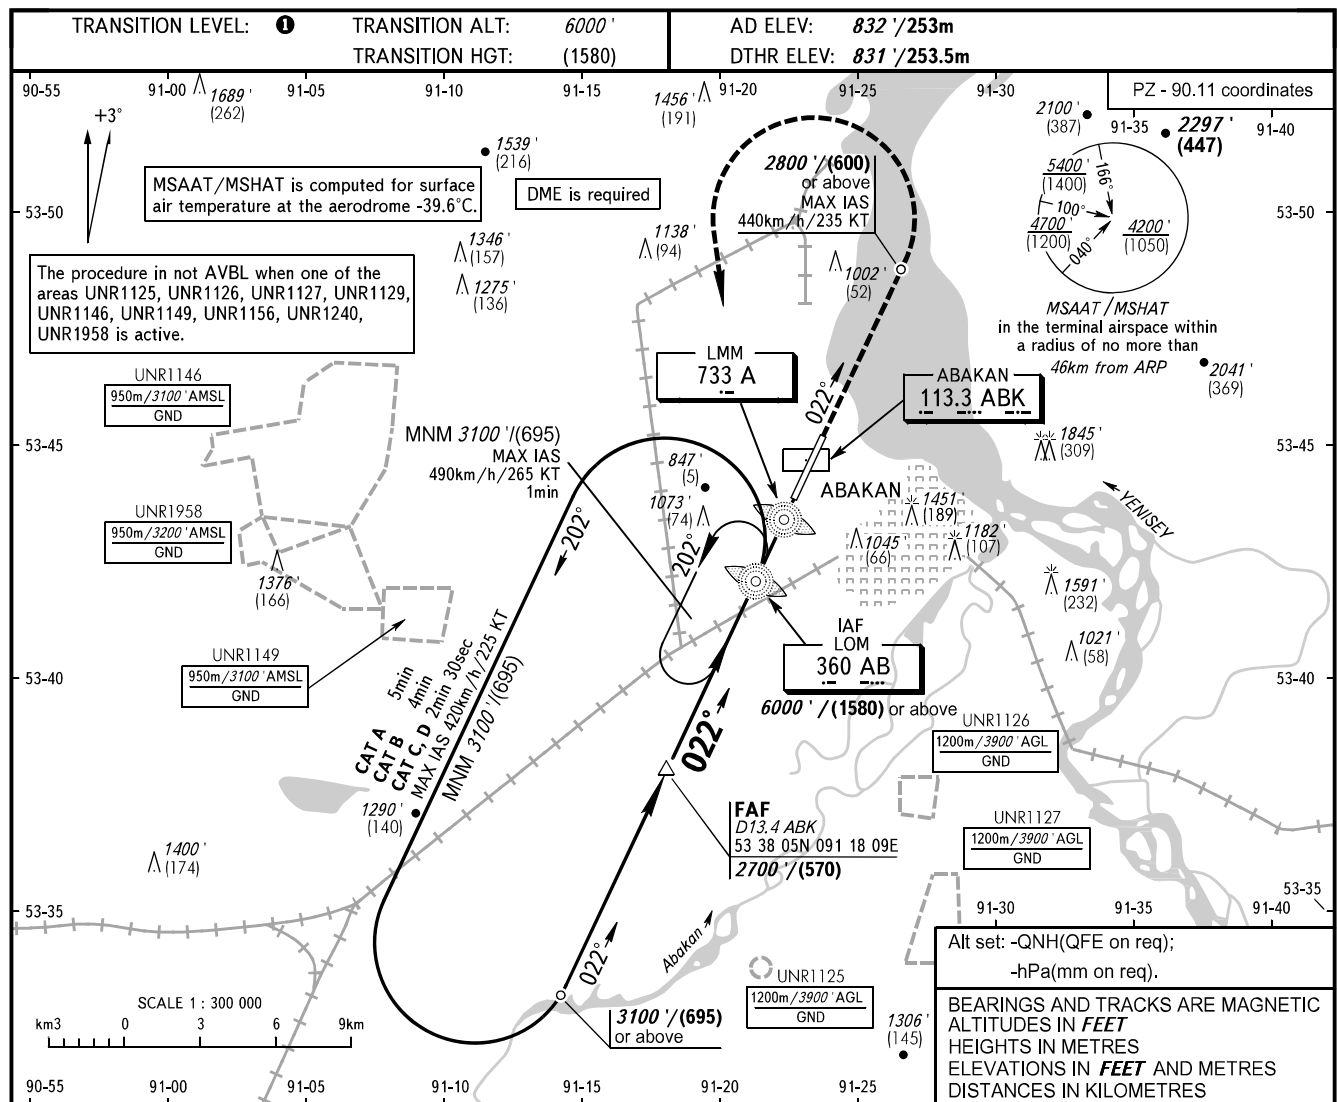 TRANSITION LEVEL: 1 TRANSITION ALT: 6000 '
TRANSITION HGT: (1580)
AD ELEV: 832 '/253m
DTHR ELEV: 831 '/253.5m
90-55 91-00 91-05 91-10 91-15 91-20 91-25 91-30
PZ - 90.11 coordinates
91-35 91-40
+3°
1689 '
(262)
1539 '
(216)
1456 '
(191)
2100 '
(387)
2297 '
(447)
MSAAT/MSHAT is computed for surface
air temperature at the aerodrome -39.6°C.
DME is required
2800 '/(600)
or above
MAX IAS
440km/h/235 KT
5400 '
(1400)
166°
100°
4700 '
(1200)
040°
4200 '
(1050)
MSAAT/MSHAT
in the terminal airspace within
a radius of no more than
46km from ARP
53-50
53-50
1346 '
(157)
1275 '
(136)
1138 '
(94)
1002 '
(52)
The procedure in not AVBL when one of the
areas UNR1125, UNR1126, UNR1127, UNR1129,
UNR1146, UNR1149, UNR1156, UNR1240,
UNR1958 is active.
2041 '
(369)
UNR1146
950m/3100 'AMSL
GND
LMM
733 A
022°
ABAKAN
113.3 ABK
53-45
53-45
MNM 3100 '/(695)
MAX IAS
490km/h/265 KT
1min
847 '
(5)
1073 '
(74)
ABAKAN
1845 '
(309)
1451 '
(189)
1182 '
(107)
1045 '
(66)
YENISEY
UNR1958
950m/3200 'AMSL
GND
1376 '
(166)
202°
202°
1591 '
(232)
1021 '
(58)
UNR1149
950m/3100 'AMSL
GND
IAF
LOM
360 AB
6000 '/(1580) or above
53-40
53-40
CAT A 5min
CAT B 4min
CAT C, D 2min 30sec
MAX IAS 420km/h/225 KT
MNM 3100 '/(695)
022°
UNR1126
1200m/3900 'AGL
GND
1290 '
(140)
FAF
D13.4 ABK
53 38 05N 091 18 09E
2700 '/(570)
UNR1127
1200m/3900 'AGL
GND
1400 '
(174)
53-35
53-35
91-30 91-35 91-40
022°
Abakan
UNR1125
1200m/3900 'AGL
GND
3100 '/(695)
or above
1306 '
(145)
SCALE 1 : 300 000
km3 0 3 6 9km
90-55 91-00 91-05 91-10 91-15 91-20 91-25
Alt set: -QNH(QFE on req);
-hPa(mm on req).
BEARINGS AND TRACKS ARE MAGNETIC
ALTITUDES IN FEET
HEIGHTS IN METRES
ELEVATIONS IN FEET AND METRES
DISTANCES IN KILOMETRES